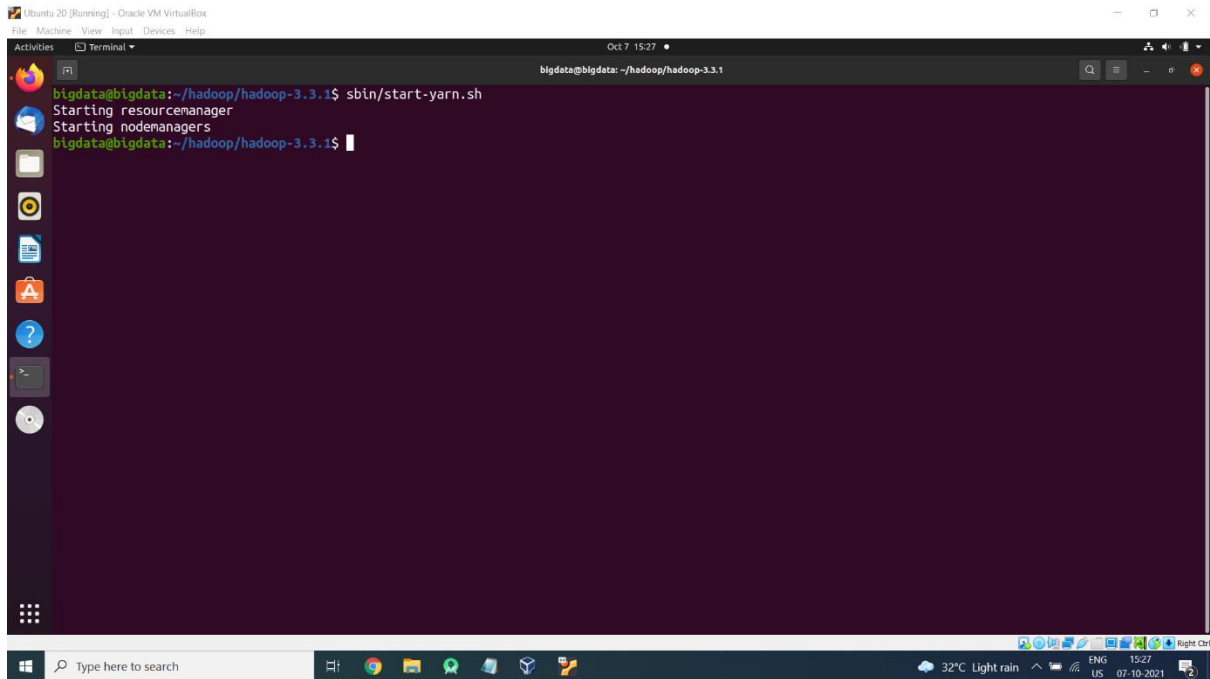 Ubuntu 20 [Running] - Oracle VM VirtualBox
File Machine View Input Devices Help
Activities Terminal Oct 7 15:27
bigdata@bigdata: ~/hadoop/hadoop-3.3.1
bigdata@bigdata:~/hadoop/hadoop-3.3.1$ sbin/start-yarn.sh
Starting resourcemanager
Starting nodemanagers
bigdata@bigdata:~/hadoop/hadoop-3.3.1$
Right Ctrl
Type here to search 32°C Light rain ENG 15:27
US 07-10-2021 2